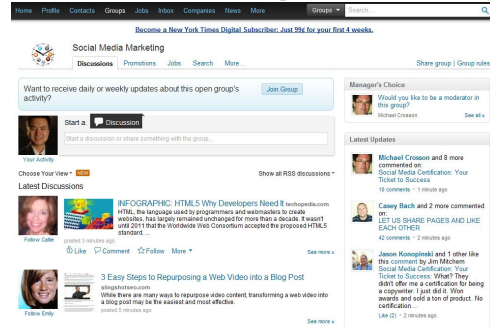 Home Profile Contacts Groups Jobs Inbox Companies News More Groups Search...
Become a New York Times Digital Subscriber: Just 99¢ for your first 4 weeks.
Social Media Marketing
Discussions Promotions Jobs Search More... Share group | Group rules
Want to receive daily or weekly updates about this open group's
activity?
Join Group
Start a: Discussion
Start a discussion or share something with the group...
Your Activity
Choose Your View NEW Show all RSS discussions
Latest Discussions
INFOGRAPHIC: HTML5 Why Developers Need It techopedia.com
HTML, the language used by programmers and webmasters to create
websites, has largely remained unchanged for more than a decade. It wasn't
until 2011 that the Worldwide Web Consortium accepted the proposed HTML5
standard. ...
posted 3 minutes ago
Follow Callie
Like Comment Follow More See more »
3 Easy Steps to Repurposing a Web Video into a Blog Post
slingshotseo.com
While there are many ways to repurpose video content, transforming a web video into
a blog post may be the easiest and most effective.
posted 5 minutes ago
Follow Emily
See more »
Manager's Choice
Would you like to be a moderator in
this group?
Michael Crosson See all »
Latest Updates
Michael Crosson and 8 more
commented on:
Social Media Certification: Your
Ticket to Success
10 comments • 1 minute ago
Casey Bach and 2 more commented
on:
LET US SHARE PAGES AND LIKE
EACH OTHER
42 comments • 2 minutes ago
Jason Konopinski and 1 other like
this comment by Jim Mitchem
Social Media Certification: Your
Ticket to Success: What? They
didn't offer me a certification for being
a copywriter. I just did it. Won
awards and sold a ton of product. No
certification...
Like (2) • 2 minutes ago